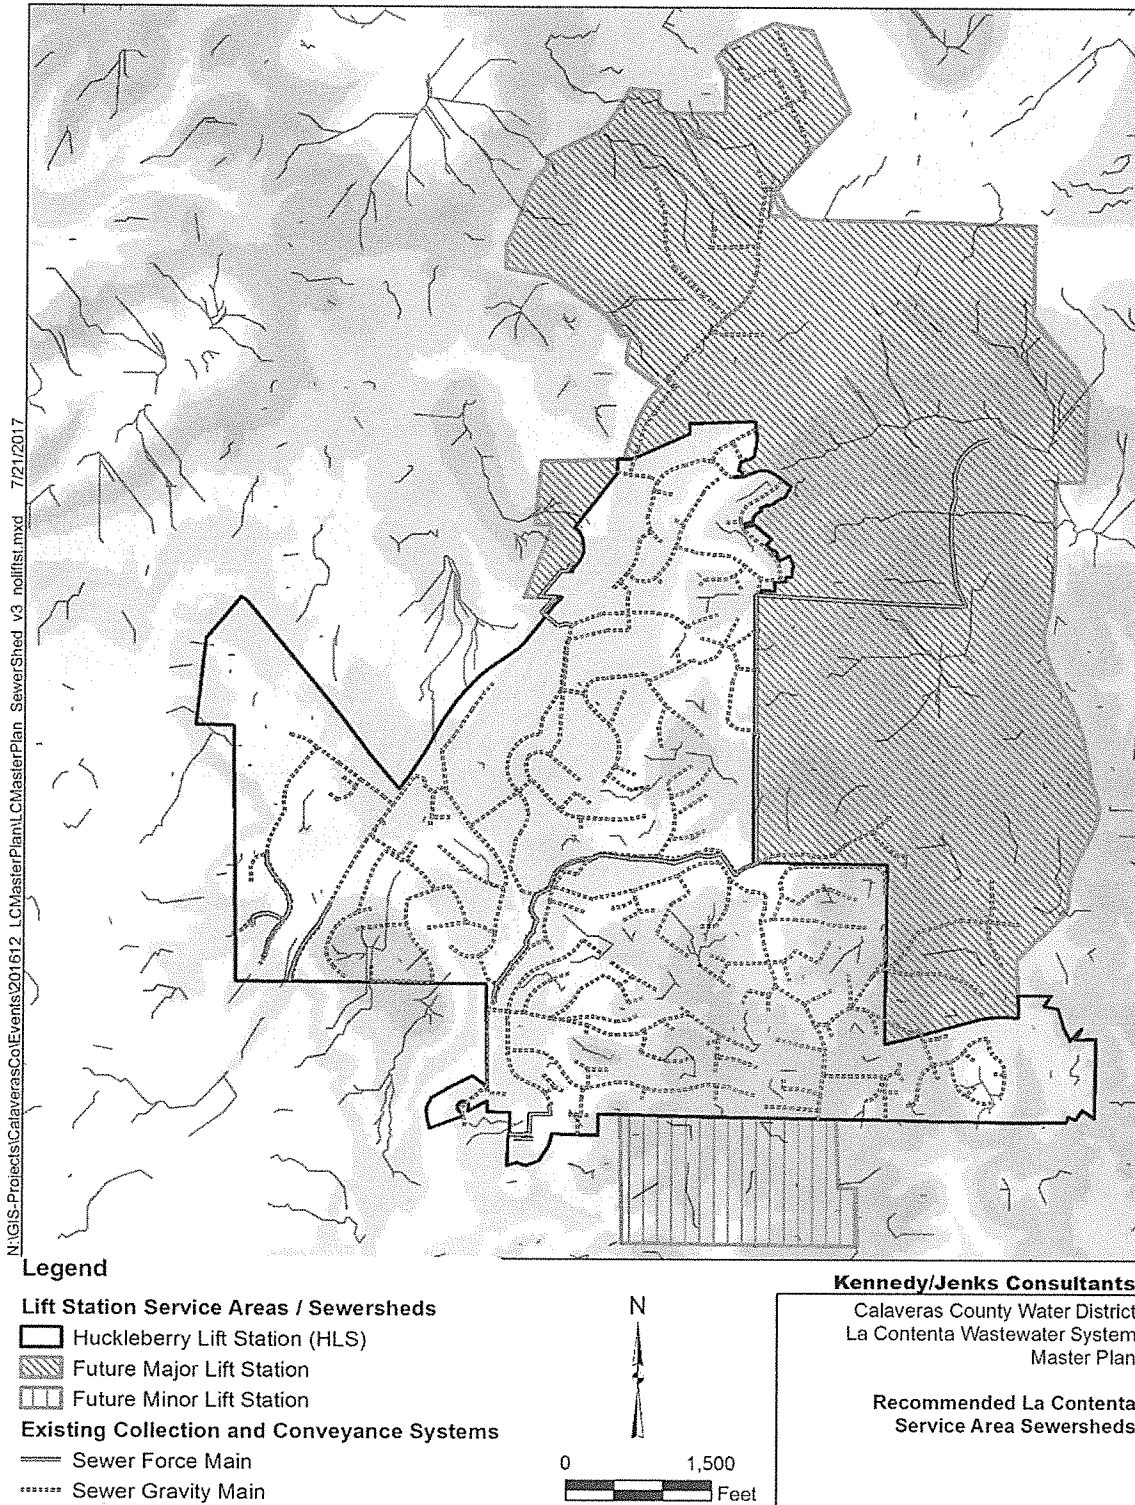 N:\GIS-Projects\CalaverasCo\Events\201612_LCMasterPlan\LCMasterPlan_SewerShed_v3_noliftst.mxd 7/21/2017
Legend
Lift Station Service Areas / Sewersheds
Huckleberry Lift Station (HLS)
Future Major Lift Station
Future Minor Lift Station
Existing Collection and Conveyance Systems
Sewer Force Main
Sewer Gravity Main
N
0 1,500
Feet
Kennedy/Jenks Consultants
Calaveras County Water District
La Contenta Wastewater System
Master Plan
Recommended La Contenta
Service Area Sewersheds